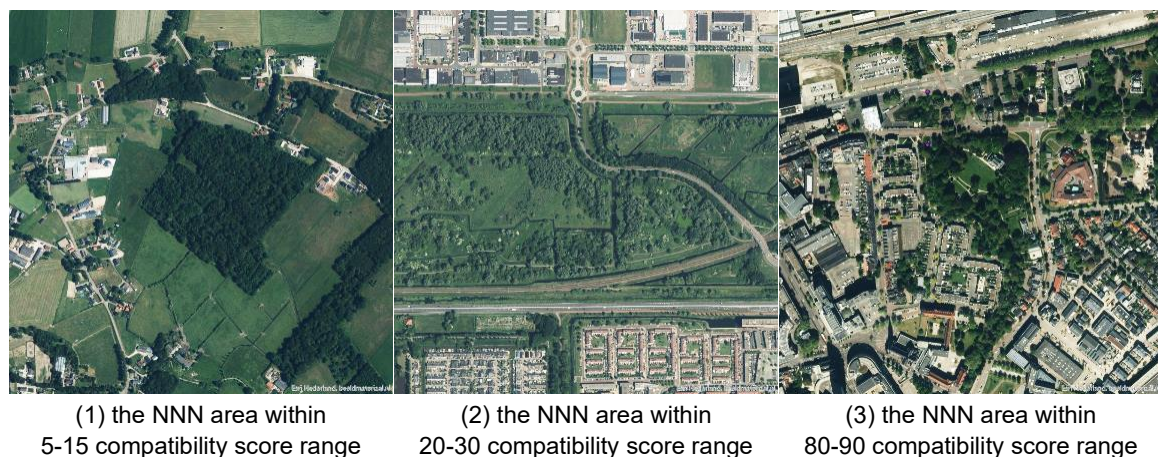 Esri Nederland, beeldmateriaal.nl
Esri Nederland, beeldmateriaal.nl
Esri Nederland, beeldmateriaal.nl
(1) the NNN area within
5-15 compatibility score range
(2) the NNN area within
20-30 compatibility score range
(3) the NNN area within
80-90 compatibility score range